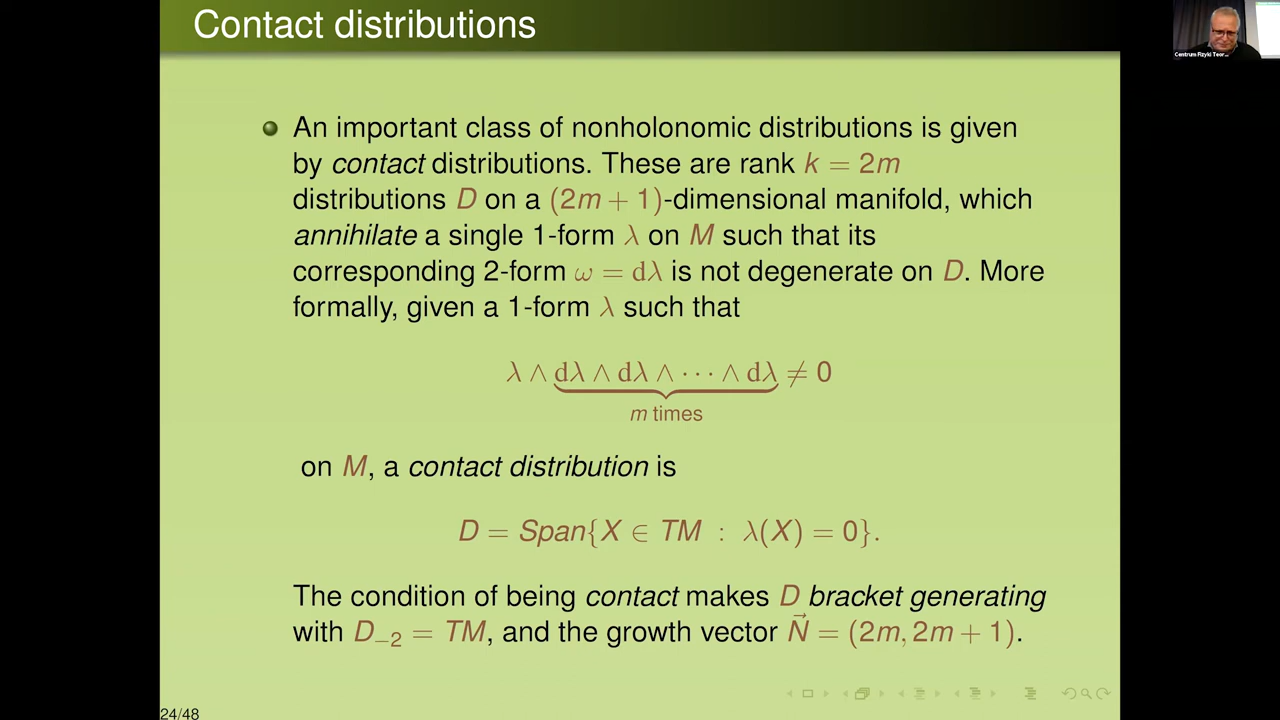 Contact distributions
An important class of nonholonomic distributions is given
by contact distributions. These are rank k = 2m
distributions D on a (2m + 1)-dimensional manifold, which
annihilate a single 1-form λ on M such that its
corresponding 2-form ω = dλ is not degenerate on D. More
formally, given a 1-form λ such that
λ ∧ dλ ∧ dλ ∧ ⋯ ∧ dλ ≠ 0
m times
on M, a contact distribution is
D = Span{X ∈ TM : λ(X) = 0}.
The condition of being contact makes D bracket generating
with D₋₂ = TM, and the growth vector N⃗ = (2m, 2m + 1).
24/48
Centrum Fizyki Teor...